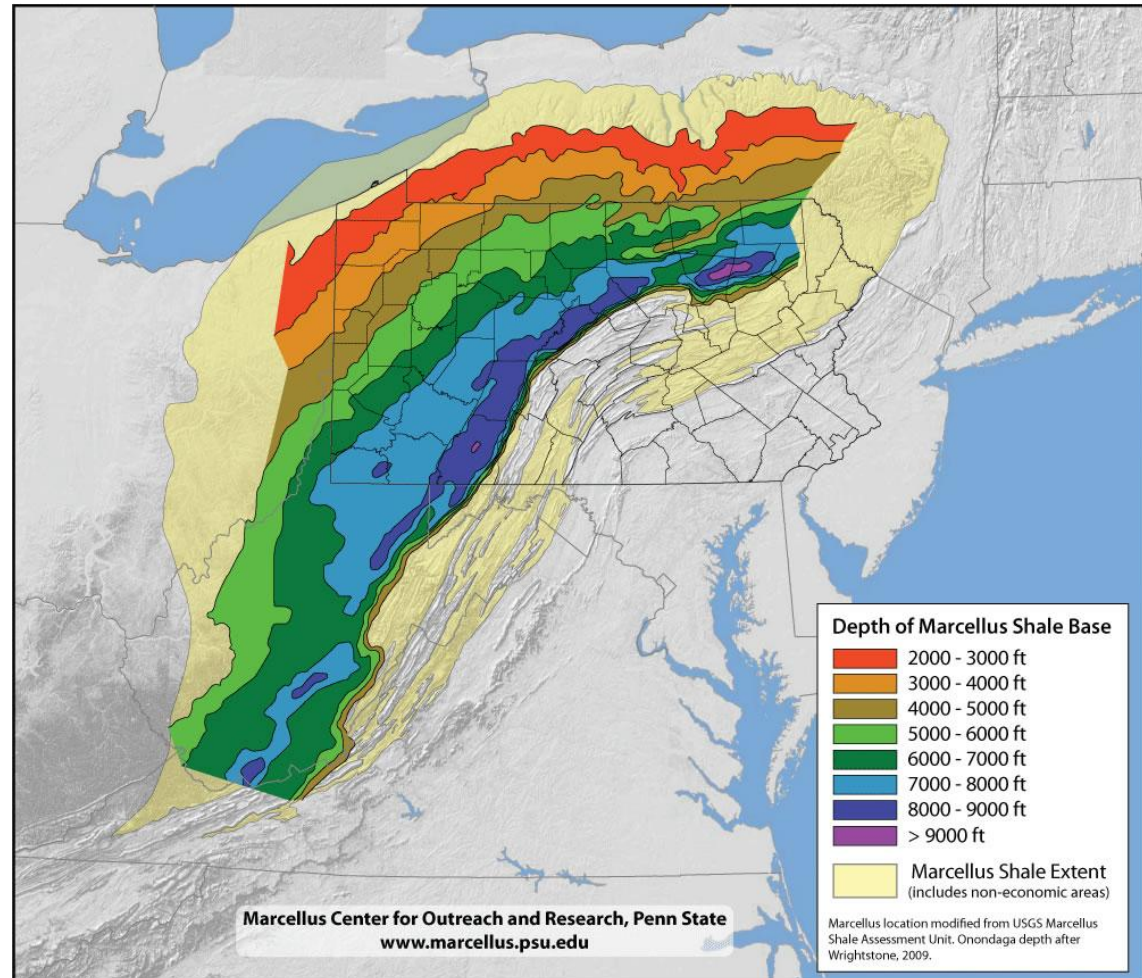 Depth of Marcellus Shale Base
2000 - 3000 ft
3000 - 4000 ft
4000 - 5000 ft
5000 - 6000 ft
6000 - 7000 ft
7000 - 8000 ft
8000 - 9000 ft
> 9000 ft
Marcellus Shale Extent
(includes non-economic areas)
Marcellus location modified from USGS Marcellus
Shale Assessment Unit. Onondaga depth after
Wrightstone, 2009.
Marcellus Center for Outreach and Research, Penn State
www.marcellus.psu.edu